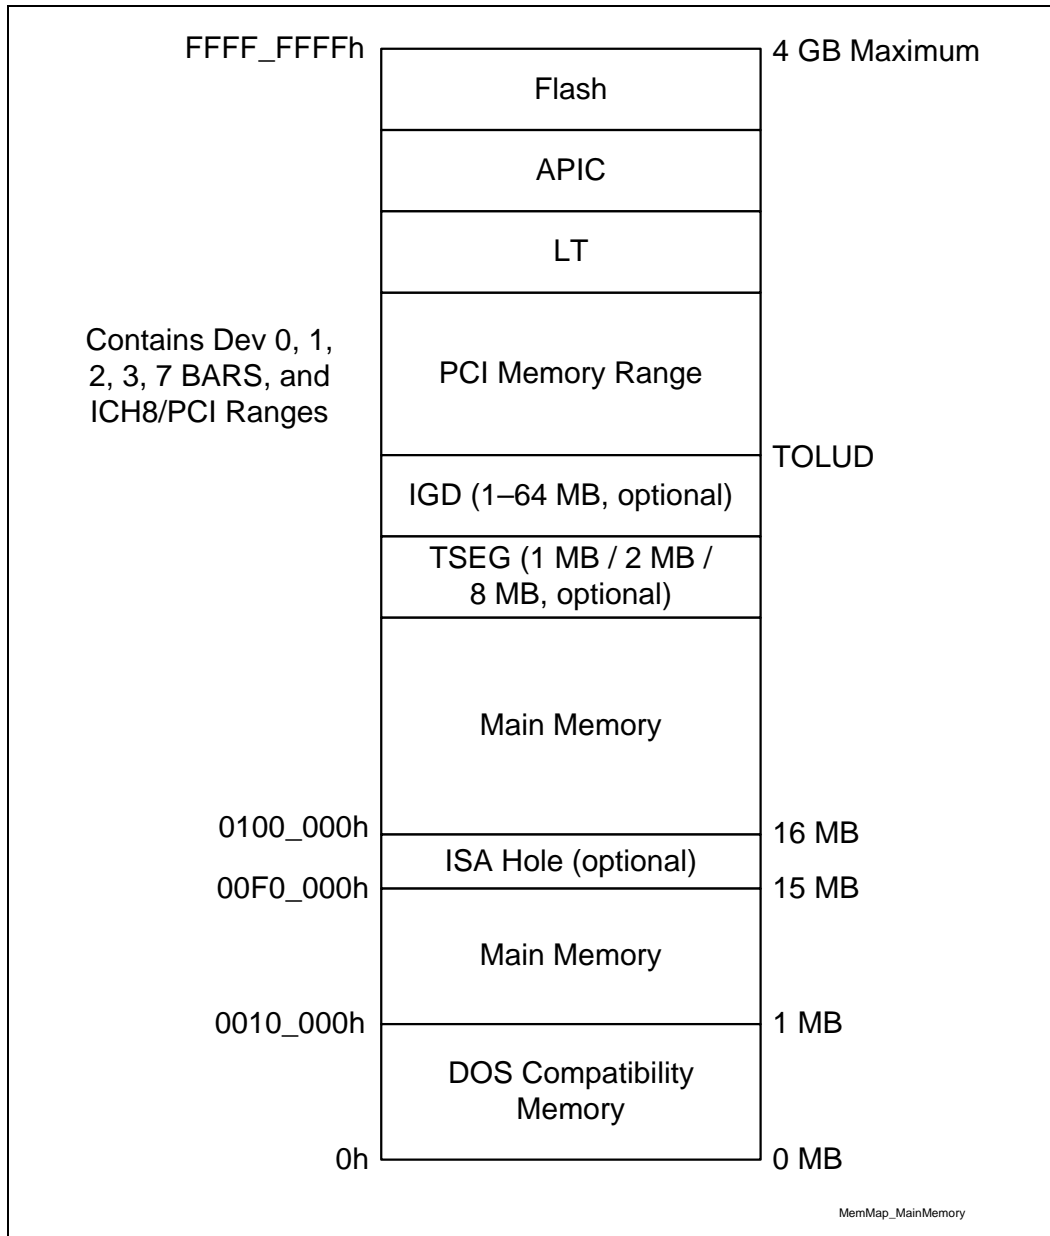 FFFF_FFFFh
4 GB Maximum
Flash
APIC
LT
Contains Dev 0, 1,
2, 3, 7 BARS, and
ICH8/PCI Ranges
PCI Memory Range
TOLUD
IGD (1–64 MB, optional)
TSEG (1 MB / 2 MB /
8 MB, optional)
Main Memory
0100_000h
16 MB
ISA Hole (optional)
00F0_000h
15 MB
Main Memory
0010_000h
1 MB
DOS Compatibility
Memory
0h
0 MB
MemMap_MainMemory